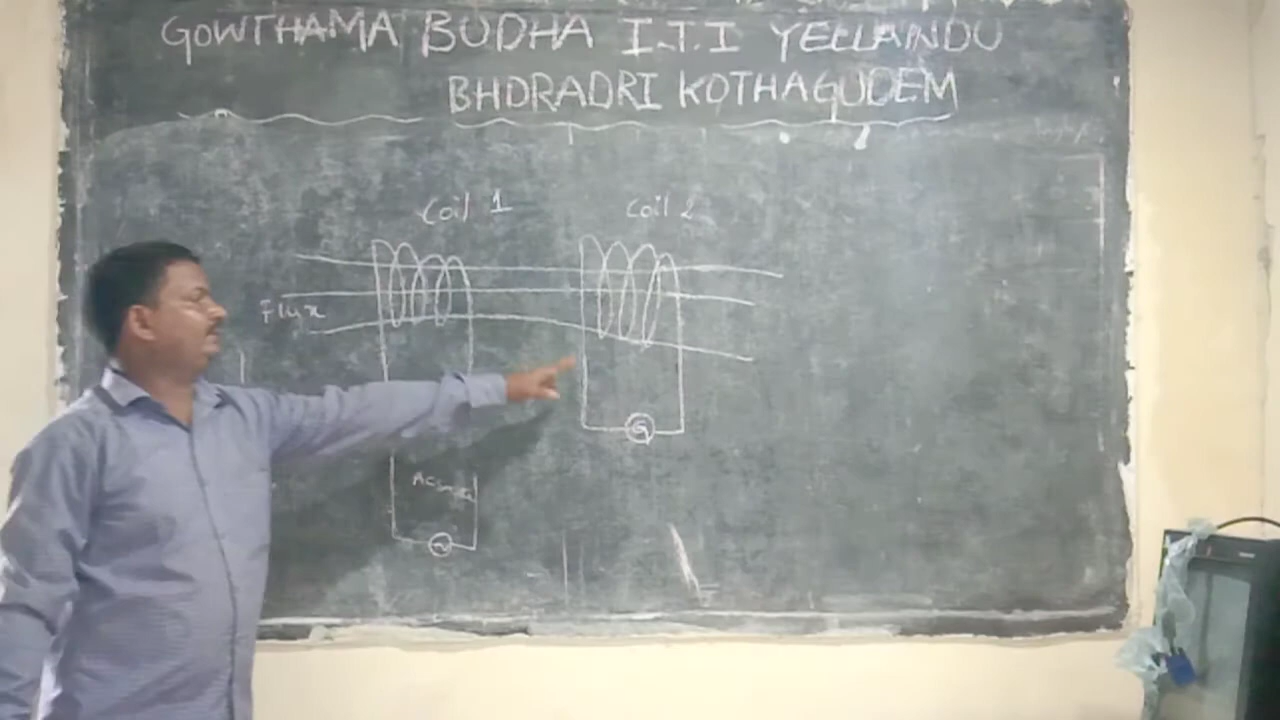 GOWTHAMA BUDHA I.T.I YELLANDU
BHDRADRI KOTHAGUDEM
Coil 1
Coil 2
Flux
G